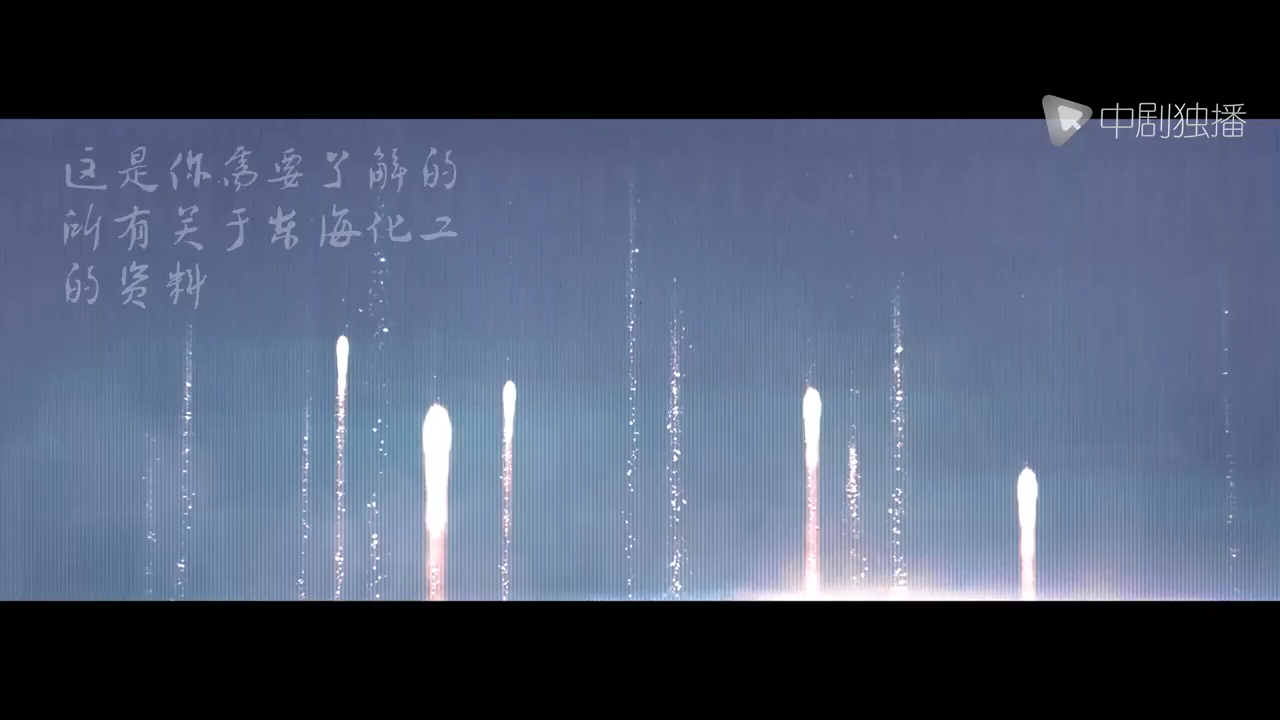 中剧独播
这是你需要了解的
所有关于东海化工
的资料